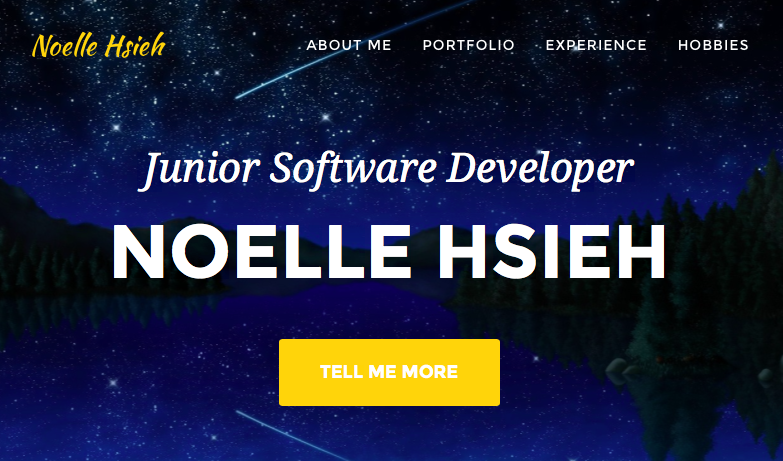 Noelle Hsieh
ABOUT ME PORTFOLIO EXPERIENCE HOBBIES
Junior Software Developer
NOELLE HSIEH
TELL ME MORE